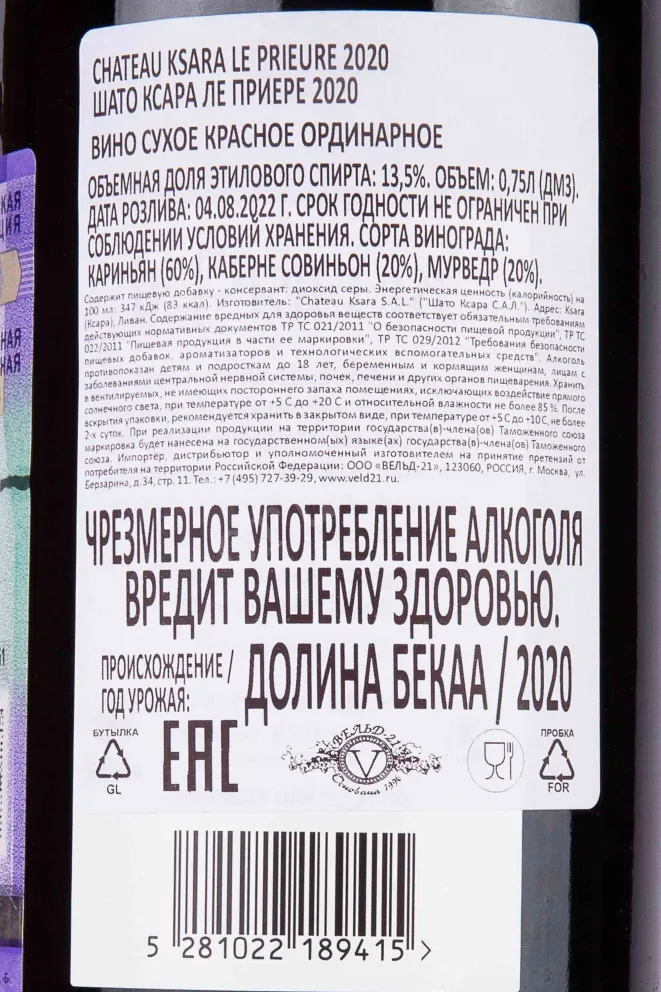 CHATEAU KSARA LE PRIEURE 2020
ШАТО КСАРА ЛЕ ПРИЕРЕ 2020
ВИНО СУХОЕ КРАСНОЕ ОРДИНАРНОЕ
ОБЪЕМНАЯ ДОЛЯ ЭТИЛОВОГО СПИРТА: 13,5%. ОБЪЕМ: 0,75Л (ДМ3).
ДАТА РОЗЛИВА: 04.08.2022 Г. СРОК ГОДНОСТИ НЕ ОГРАНИЧЕН ПРИ
СОБЛЮДЕНИИ УСЛОВИЙ ХРАНЕНИЯ. СОРТА ВИНОГРАДА:
КАРИНЬЯН (60%), КАБЕРНЕ СОВИНЬОН (20%), МУРВЕДР (20%).
Содержит пищевую добавку - консервант: диоксид серы. Энергетическая ценность (калорийность) на
100 мл: 347 кДж (83 ккал). Изготовитель: "Chateau Ksara S.A.L." ("Шато Ксара С.А.Л."). Адрес: Ksara
(Ксара), Ливан. Содержание вредных для здоровья веществ соответствует обязательным требованиям
действующих нормативных документов ТР ТС 021/2011 "О безопасности пищевой продукции", ТР ТС
022/2011 "Пищевая продукция в части ее маркировки", ТР ТС 029/2012 "Требования безопасности
пищевых добавок, ароматизаторов и технологических вспомогательных средств". Алкоголь
противопоказан детям и подросткам до 18 лет, беременным и кормящим женщинам, лицам с
заболеваниями центральной нервной системы, почек, печени и других органов пищеварения. Хранить
в вентилируемых, не имеющих постороннего запаха помещениях, исключающих воздействие прямого
солнечного света, при температуре от +5 С до +20 С и относительной влажности не более 85 %. После
вскрытия упаковки, рекомендуется хранить в закрытом виде, при температуре от +5 С до +10 С, не более
2-х суток. При реализации продукции на территории государства(в)-члена(ов) Таможенного союза
маркировка будет нанесена на государственном(ых) языке(ах) государства(в)-члена(ов) Таможенного
союза. Импортер, дистрибьютор и уполномоченный изготовителем на принятие претензий от
потребителя на территории Российской Федерации: ООО «ВЕЛЬД-21», 123060, РОССИЯ, г. Москва, ул.
Берзарина, д.34, стр. 11. Тел.: +7 (495) 727-39-29, www.veld21.ru.
ЧРЕЗМЕРНОЕ УПОТРЕБЛЕНИЕ АЛКОГОЛЯ
ВРЕДИТ ВАШЕМУ ЗДОРОВЬЮ.
ПРОИСХОЖДЕНИЕ / ГОД УРОЖАЯ: ДОЛИНА БЕКАА / 2020
БУТЫЛКА
GL
EAC
ВЕЛЬД-21
V
Основана 1996
ПРОБКА
FOR
5 281022 189415 >